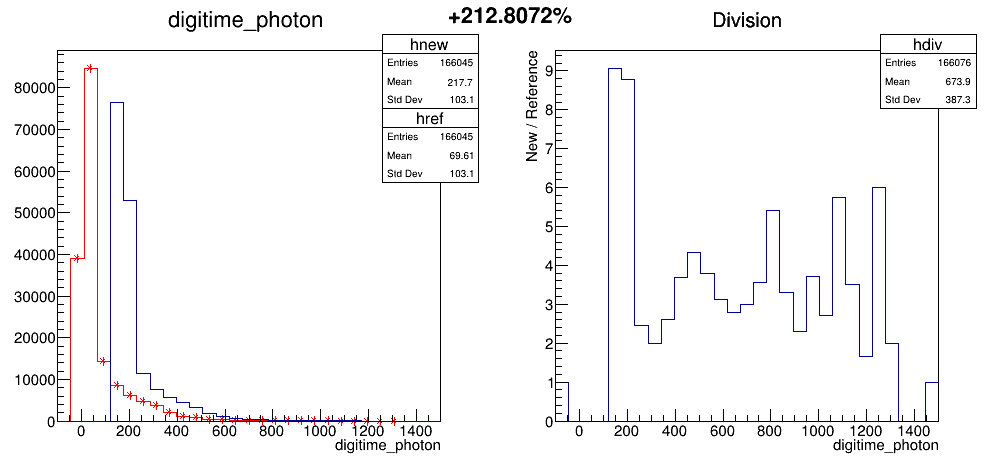 +212.8072%
digitime_photon
hnew
Entries 166045
Mean 217.7
Std Dev 103.1
href
Entries 166045
Mean 69.61
Std Dev 103.1
80000
70000
60000
50000
40000
30000
20000
10000
0
0 200 400 600 800 1000 1200 1400
digitime_photon
Division
hdiv
Entries 166076
Mean 673.9
Std Dev 387.3
New / Reference
9
8
7
6
5
4
3
2
1
0
0 200 400 600 800 1000 1200 1400
digitime_photon